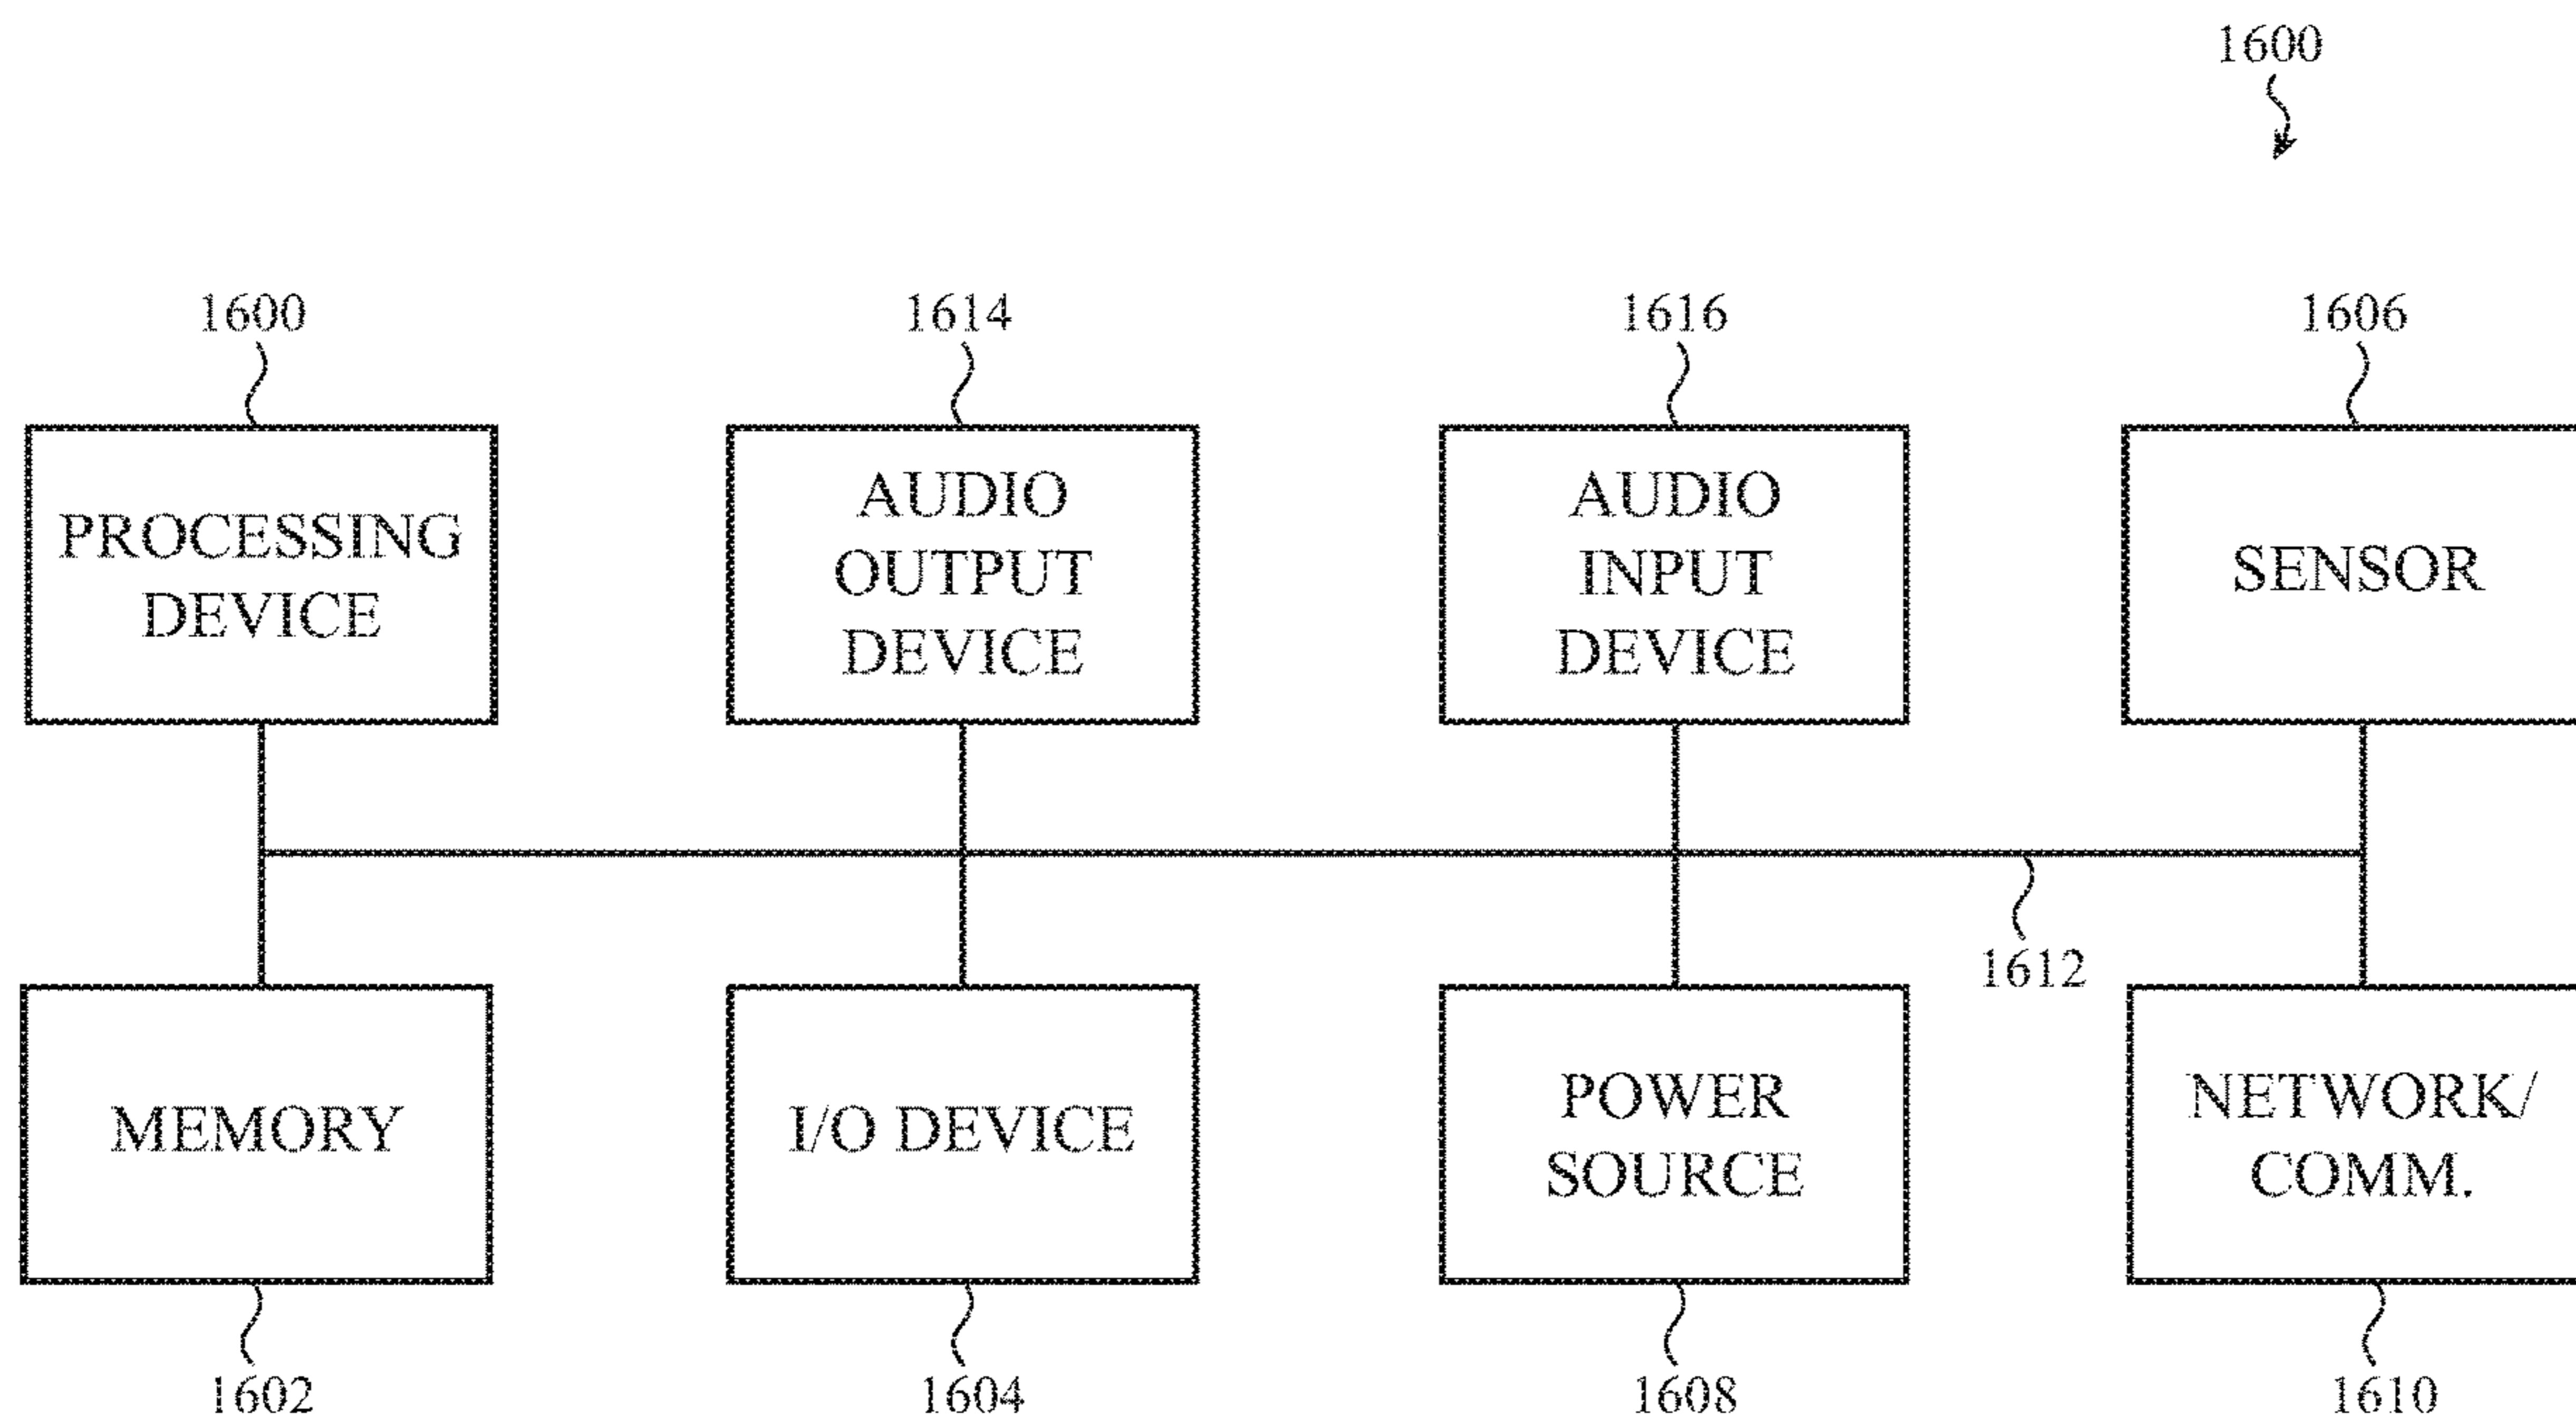 1600
1600
1614
1616
1606
PROCESSING
DEVICE
AUDIO
OUTPUT
DEVICE
AUDIO
INPUT
DEVICE
SENSOR
1612
MEMORY
I/O DEVICE
POWER
SOURCE
NETWORK/
COMM.
1602
1604
1608
1610